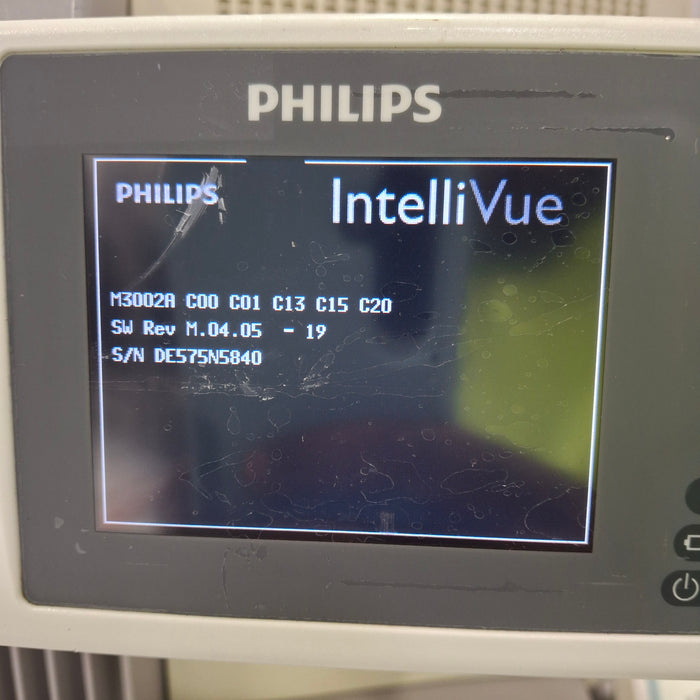 PHILIPS
PHILIPS
IntelliVue
M3002A C00 C01 C13 C15 C20
SW Rev M.04.05 - 19
S/N DE575N5840